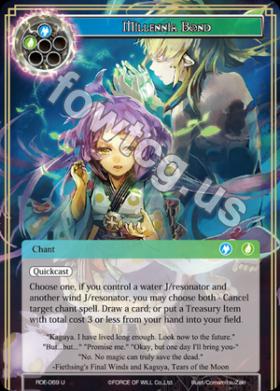 Millennia Bond
fowtcg.us
Chant
Quickcast
Choose one, if you control a water J/resonator and
another wind J/resonator, you may choose both - Cancel
target chant spell. Draw a card; or put a Treasury Item
with total cost 3 or less from your hand into your field.
"Kaguya. I have loved long enough. Look now to the future."
"But...but..." "Promise me." "Okay, but one day I'll bring you-"
"No. No magic can truly save the dead."
-Fiethsing's Final Winds and Kaguya, Tears of the Moon
RDE-069 U
©FORCE OF WILL Co.,Ltd.